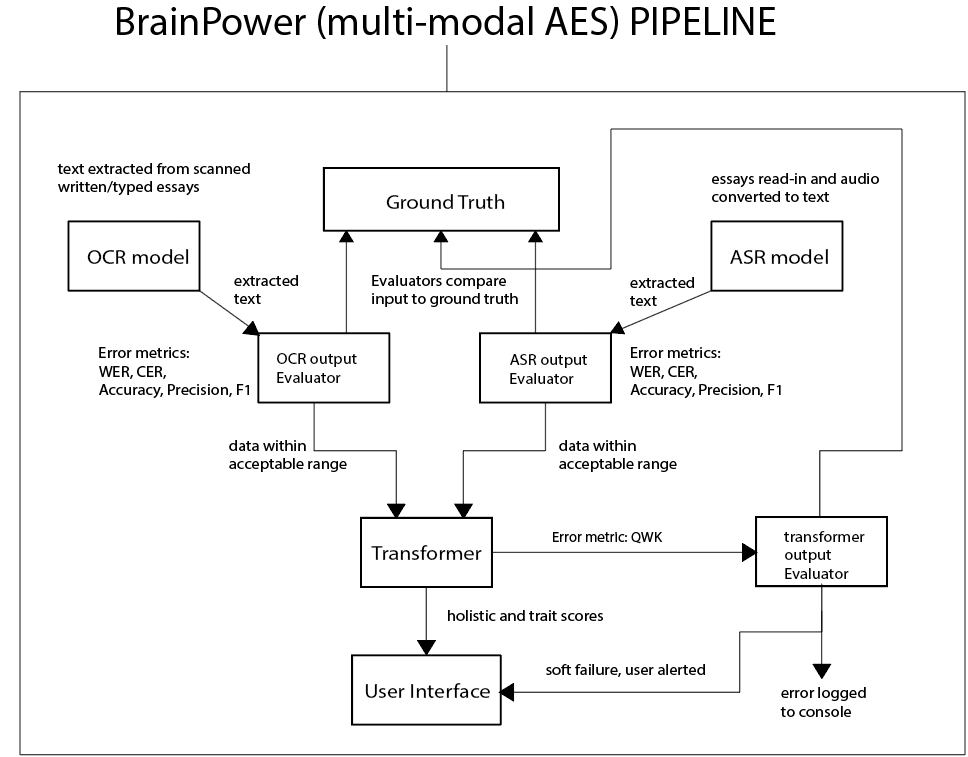 BrainPower (multi-modal AES) PIPELINE
text extracted from scanned
written/typed essays
Ground Truth
essays read-in and audio
converted to text
OCR model
ASR model
extracted
text
Evaluators compare
input to ground truth
extracted
text
Error metrics:
WER, CER,
Accuracy, Precision, F1
OCR output
Evaluator
ASR output
Evaluator
Error metrics:
WER, CER,
Accuracy, Precision, F1
data within
acceptable range
data within
acceptable range
Transformer
Error metric: QWK
transformer
output
Evaluator
holistic and trait scores
User Interface
soft failure, user alerted
error logged
to console